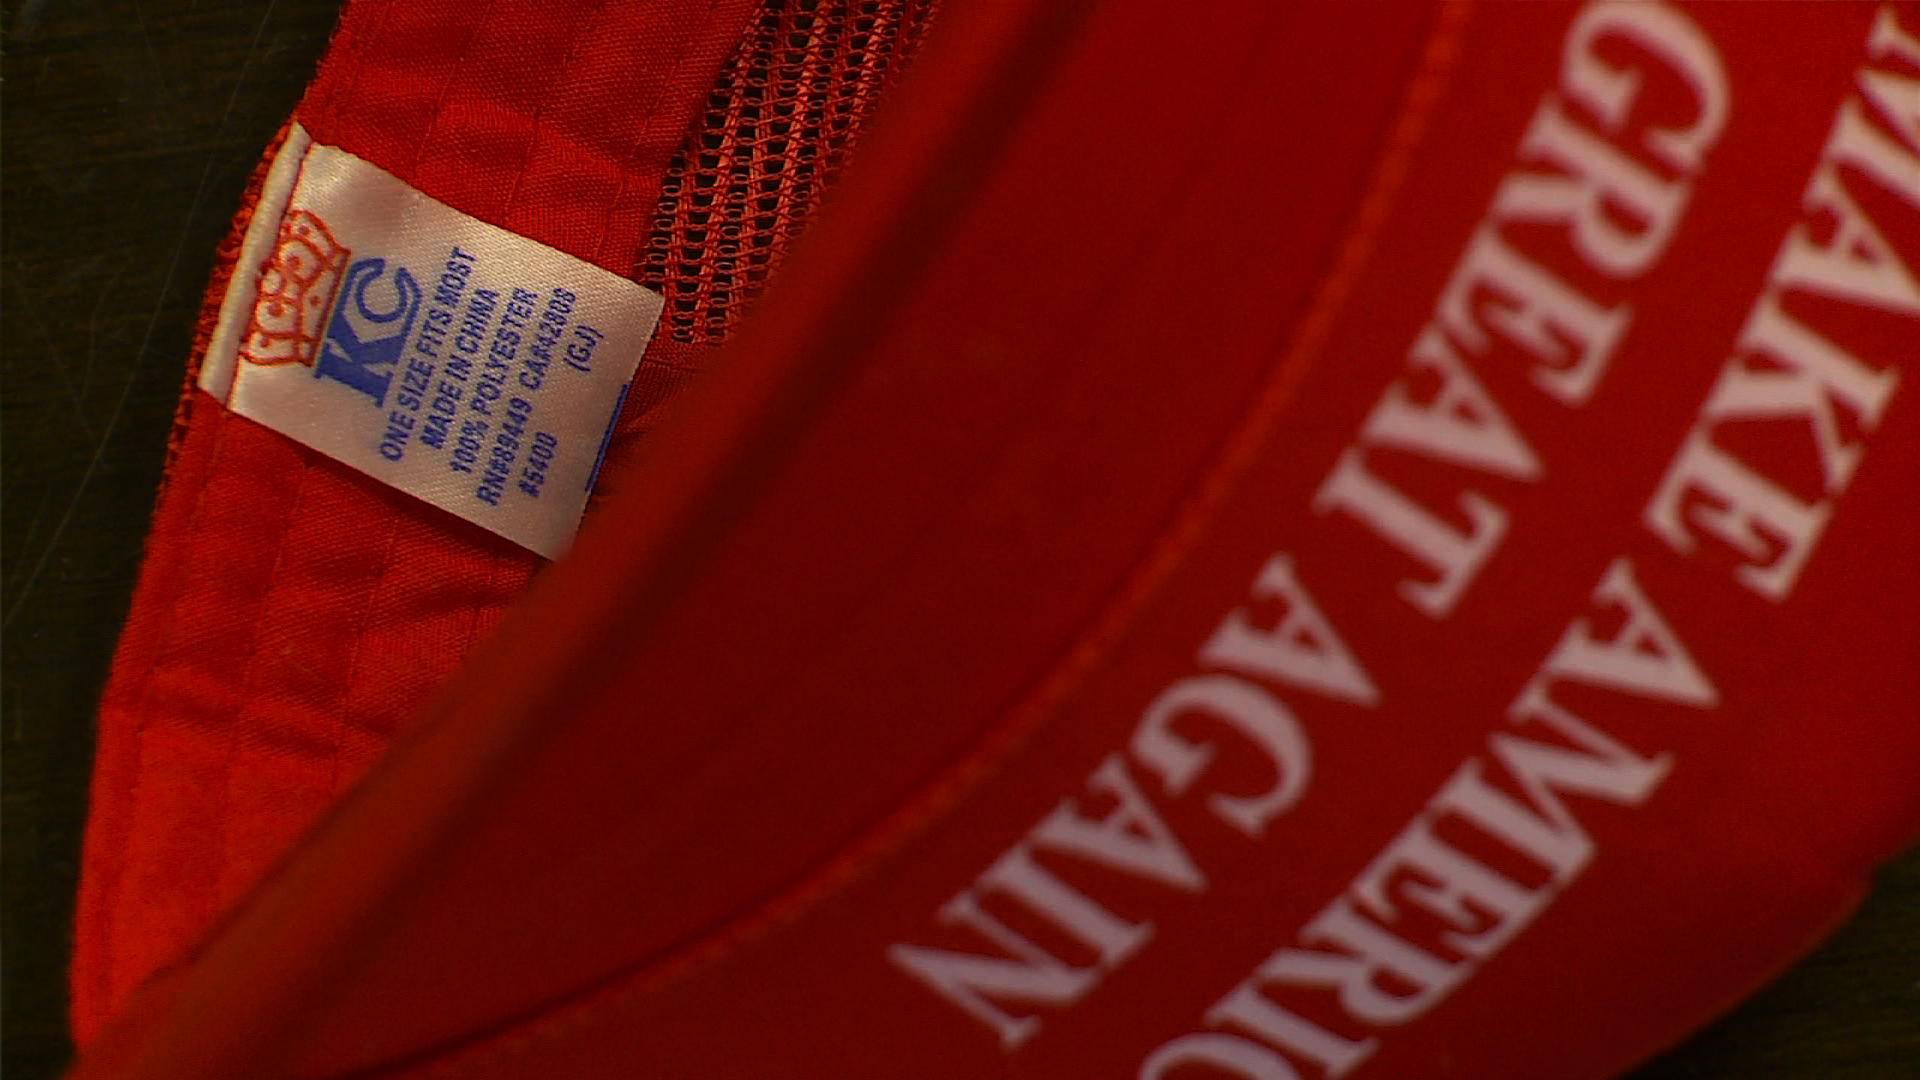 KC
ONE SIZE FITS MOST
MADE IN CHINA
100% POLYESTER
RN#88449 CA#42808
#5400 (GJ)
MAKE AMERIC
GREAT AGAIN